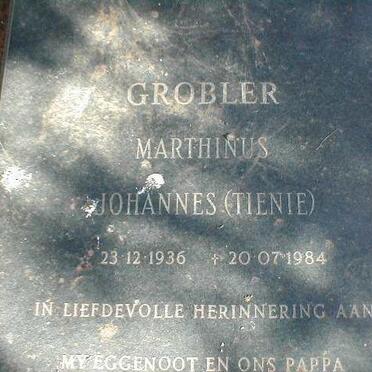 GROBLER
MARTHINUS
JOHANNES (TIENIE)
* 23·12·1936 + 20·07·1984
IN LIEFDEVOLLE HERINNERING AAN
MY EGGENOOT EN ONS PAPPA